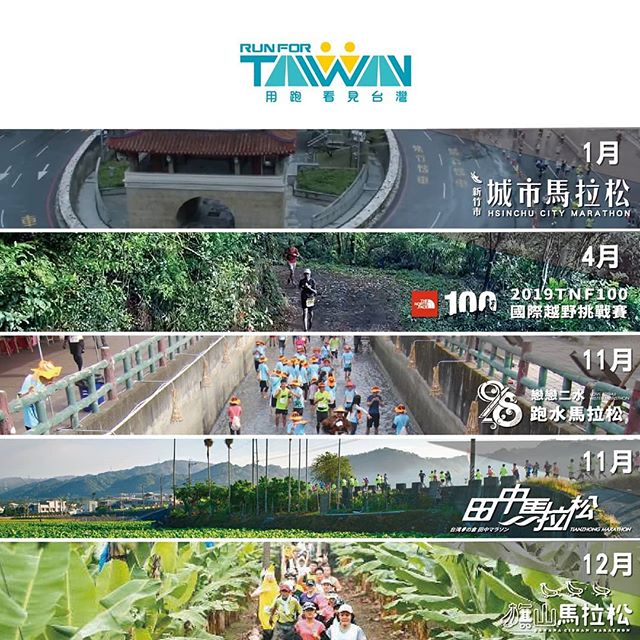 RUN FOR
TAIWAN
用跑 看見台灣
1月
新竹市
城市馬拉松
HSINCHU CITY MARATHON
4月
THE NORTH FACE
100
2019TNF100
國際越野挑戰賽
11月
戀戀二水
跑水馬拉松
11月
田中馬拉松
台灣米倉 田中マラソン
TIANZHONG MARATHON
12月
旗山馬拉松